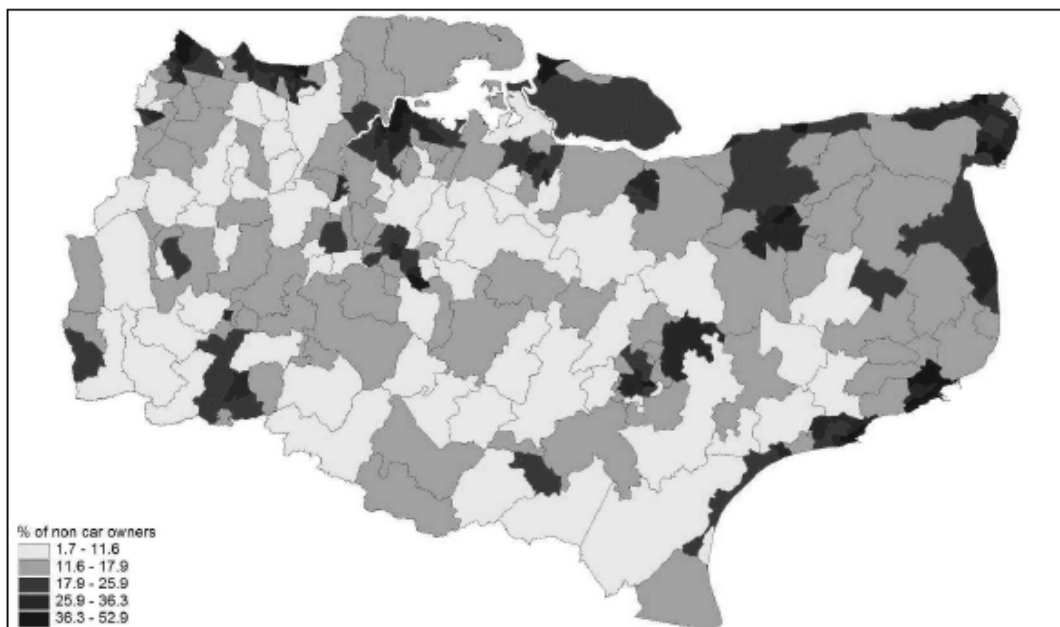 % of non car owners
1.7 - 11.6
11.6 - 17.9
17.9 - 25.9
25.9 - 36.3
36.3 - 52.9